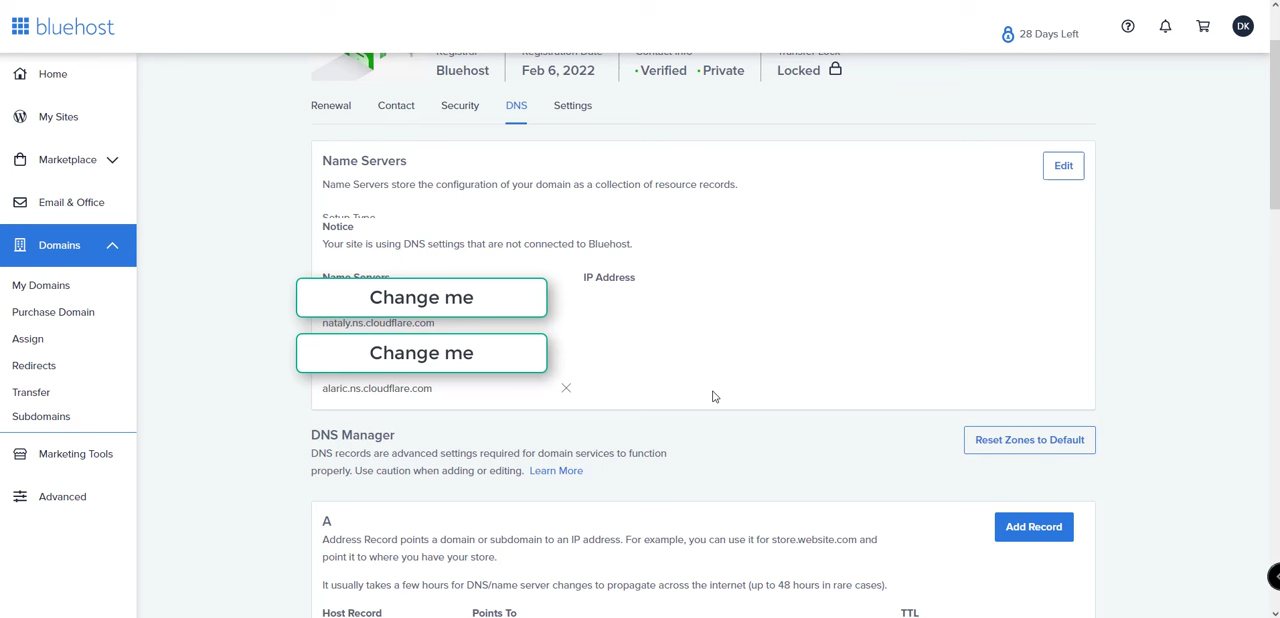 bluehost
28 Days Left
DK
Home
My Sites
Marketplace
Email & Office
Domains
My Domains
Purchase Domain
Assign
Redirects
Transfer
Subdomains
Marketing Tools
Advanced
Registrar
Registration Date
Contact Info
Transfer Lock
Bluehost
Feb 6, 2022
• Verified • Private
Locked
Renewal
Contact
Security
DNS
Settings
Name Servers
Edit
Name Servers store the configuration of your domain as a collection of resource records.
Setup Type
Notice
Your site is using DNS settings that are not connected to Bluehost.
Name Servers
IP Address
Change me
nataly.ns.cloudflare.com
Change me
alaric.ns.cloudflare.com
DNS Manager
Reset Zones to Default
DNS records are advanced settings required for domain services to function
properly. Use caution when adding or editing. Learn More
A
Add Record
Address Record points a domain or subdomain to an IP address. For example, you can use it for store.website.com and
point it to where you have your store.
It usually takes a few hours for DNS/name server changes to propagate across the internet (up to 48 hours in rare cases).
Host Record
Points To
TTL